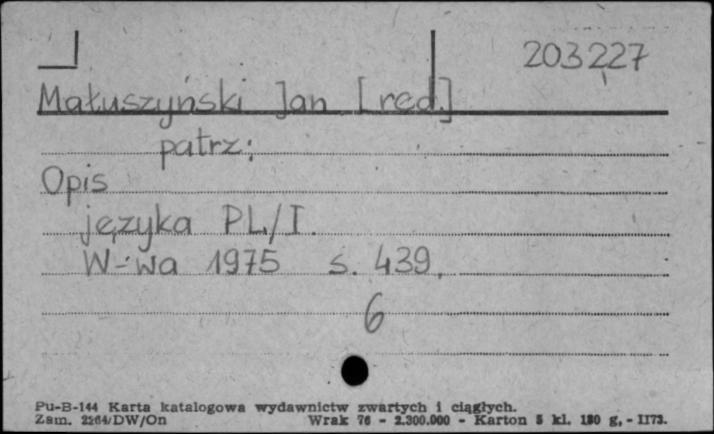 203227
Małuszyński Jan [red.]
patrz:
Opis
języka PL/I.
W-wa 1975 s. 439.
6
Pu-B-144 Karta katalogowa wydawnictw zwartych i ciągłych.
Zam. 2264/DW/On Wrak 76 - 2.300.000 - Karton 5 kl. 180 g. - II73.